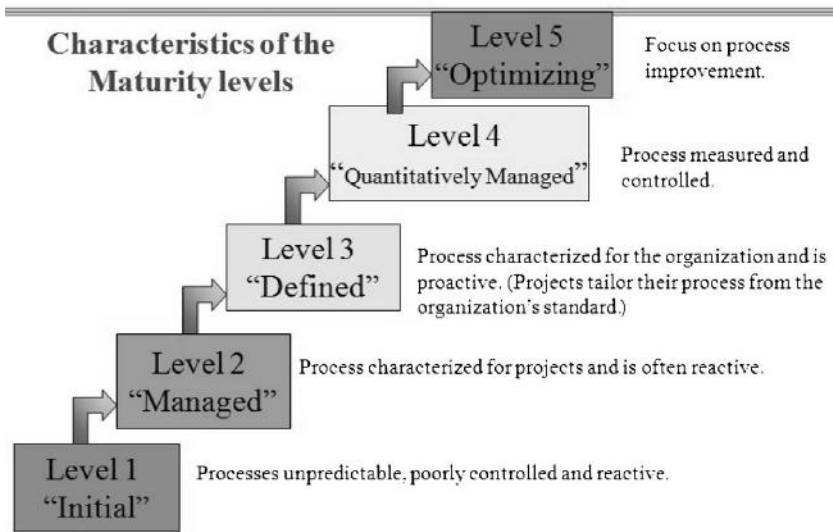 Characteristics of the
Maturity levels
Level 5
“Optimizing”
Focus on process
improvement.
Level 4
“Quantitatively Managed”
Process measured and
controlled.
Level 3
“Defined”
Process characterized for the organization and is
proactive. (Projects tailor their process from the
organization’s standard.)
Level 2
“Managed”
Process characterized for projects and is often reactive.
Level 1
“Initial”
Processes unpredictable, poorly controlled and reactive.